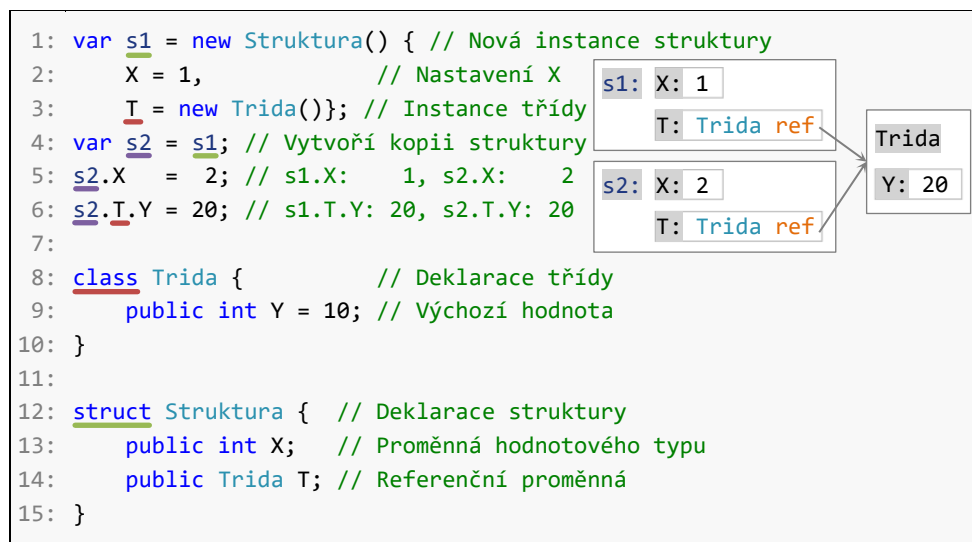 1: var s1 = new Struktura() { // Nová instance struktury
2:     X = 1,             // Nastavení X
3:     T = new Trida()}; // Instance třídy
4: var s2 = s1; // Vytvoří kopii struktury
5: s2.X   =  2; // s1.X:    1, s2.X:    2
6: s2.T.Y = 20; // s1.T.Y: 20, s2.T.Y: 20
7:
8: class Trida {          // Deklarace třídy
9:     public int Y = 10; // Výchozí hodnota
10: }
11:
12: struct Struktura {  // Deklarace struktury
13:     public int X;   // Proměnná hodnotového typu
14:     public Trida T; // Referenční proměnná
15: }
s1: X: 1
T: Trida ref
s2: X: 2
T: Trida ref
Trida
Y: 20